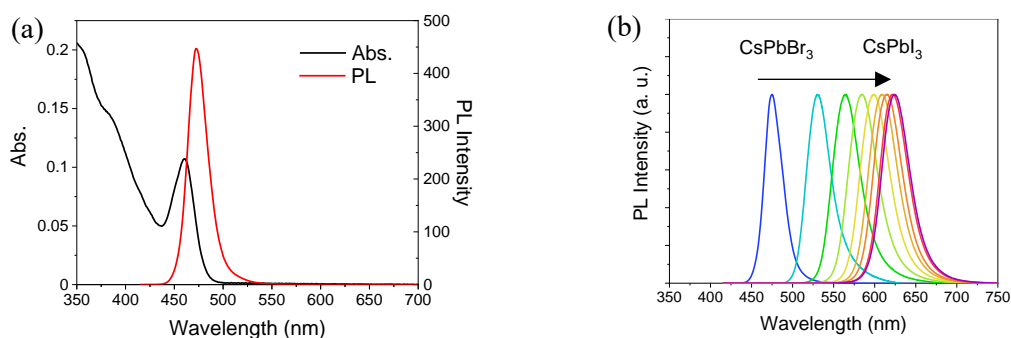 (a)
Abs.
PL
Abs.
0.2
0.15
0.1
0.05
0
PL Intensity
500
400
300
200
100
0
350 400 450 500 550 600 650 700
Wavelength (nm)
(b)
CsPbBr3 CsPbI3
PL Intensity (a. u.)
350 400 450 500 550 600 650 700 750
Wavelength (nm)